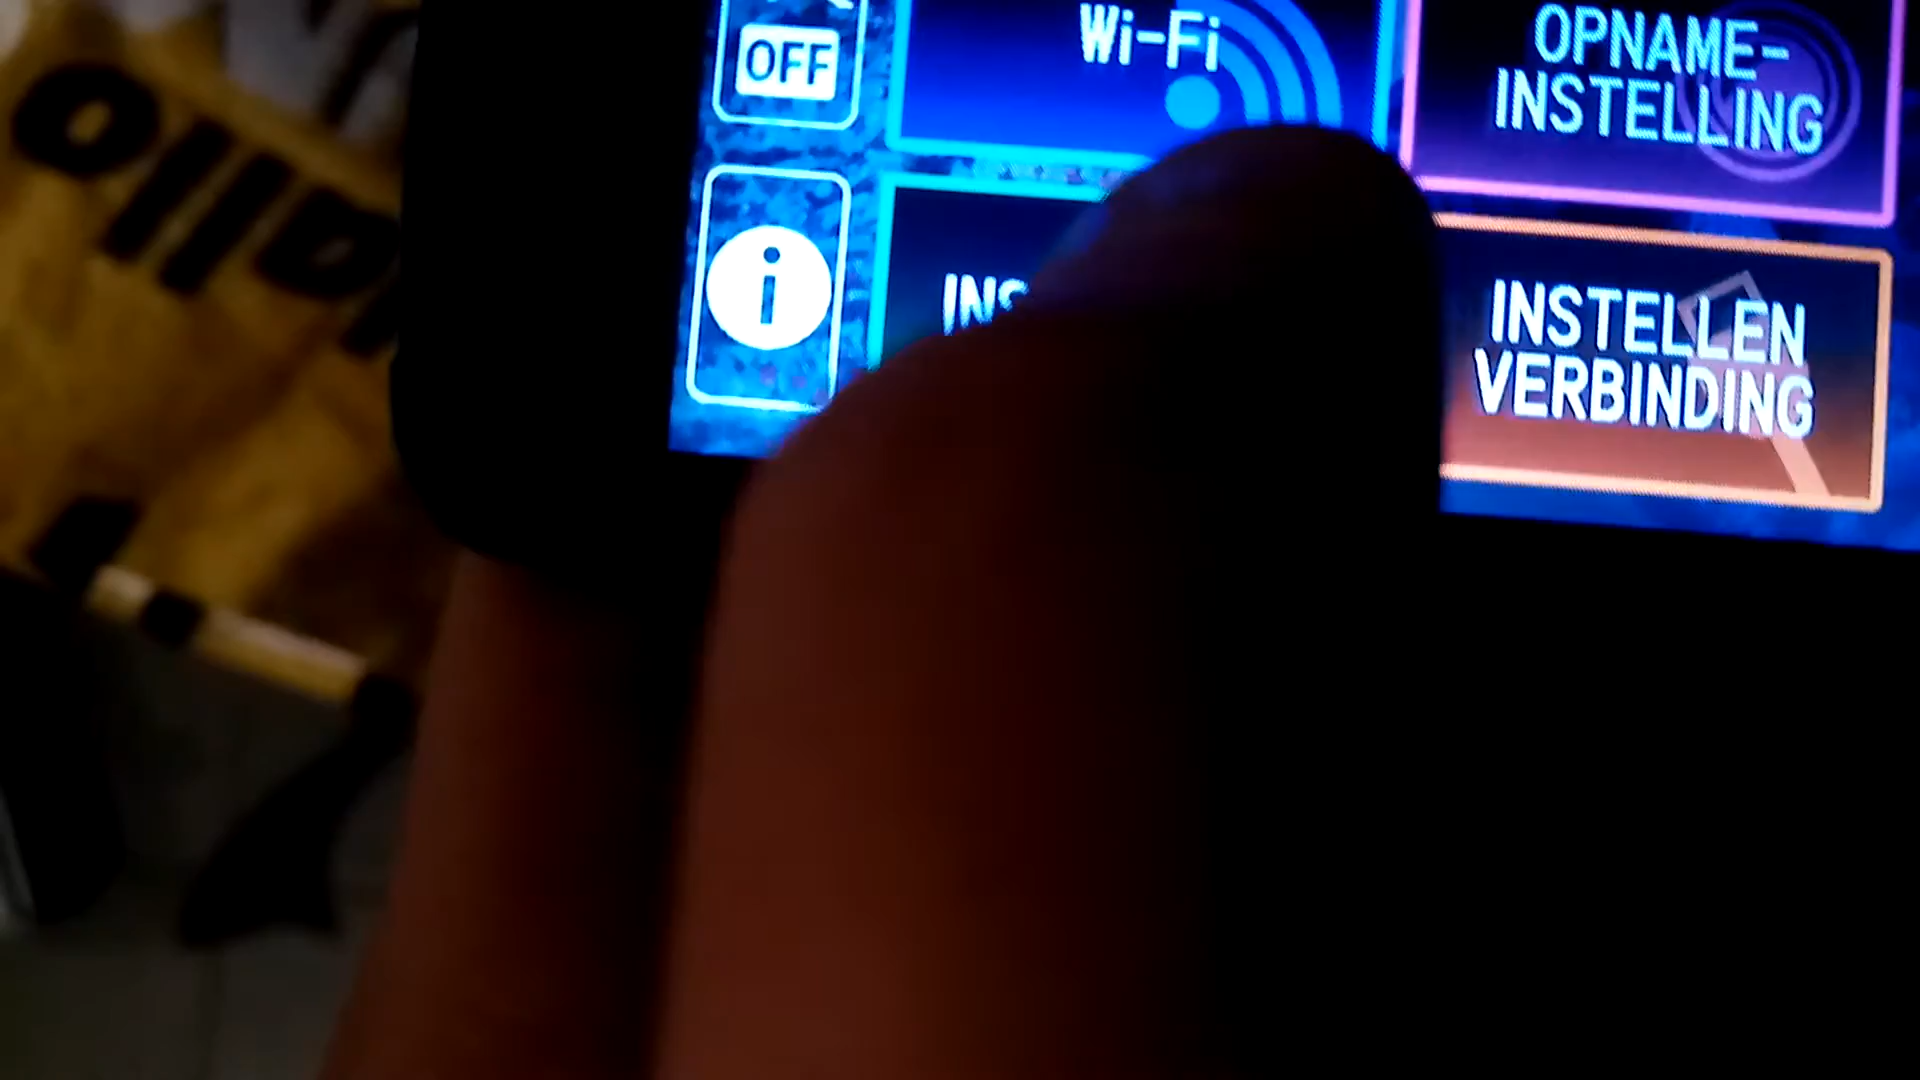 OFF
Wi-Fi
OPNAME-
INSTELLING
i
INSTELLEN
VERBINDING